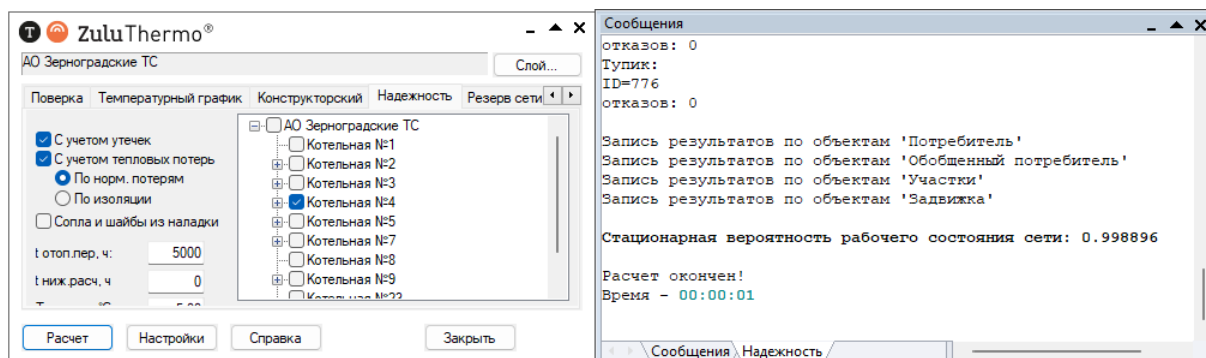 ZuluThermo®
АО Зерноградские ТС
Слой...
Поверка Температурный график Конструкторский Надежность Резерв сети
С учетом утечек
С учетом тепловых потерь
По норм. потерям
По изоляции
Сопла и шайбы из наладки
t отоп.пер, ч: 5000
t ниж.расч, ч 0
АО Зерноградские ТС
Котельная №1
Котельная №2
Котельная №3
Котельная №4
Котельная №5
Котельная №7
Котельная №8
Котельная №9
Расчет Настройки Справка Закрыть
Сообщения
отказов: 0
Тупик:
ID=776
отказов: 0
Запись результатов по объектам 'Потребитель'
Запись результатов по объектам 'Обобщенный потребитель'
Запись результатов по объектам 'Участки'
Запись результатов по объектам 'Задвижка'
Стационарная вероятность рабочего состояния сети: 0.998896
Расчет окончен!
Время - 00:00:01
Сообщения Надежность